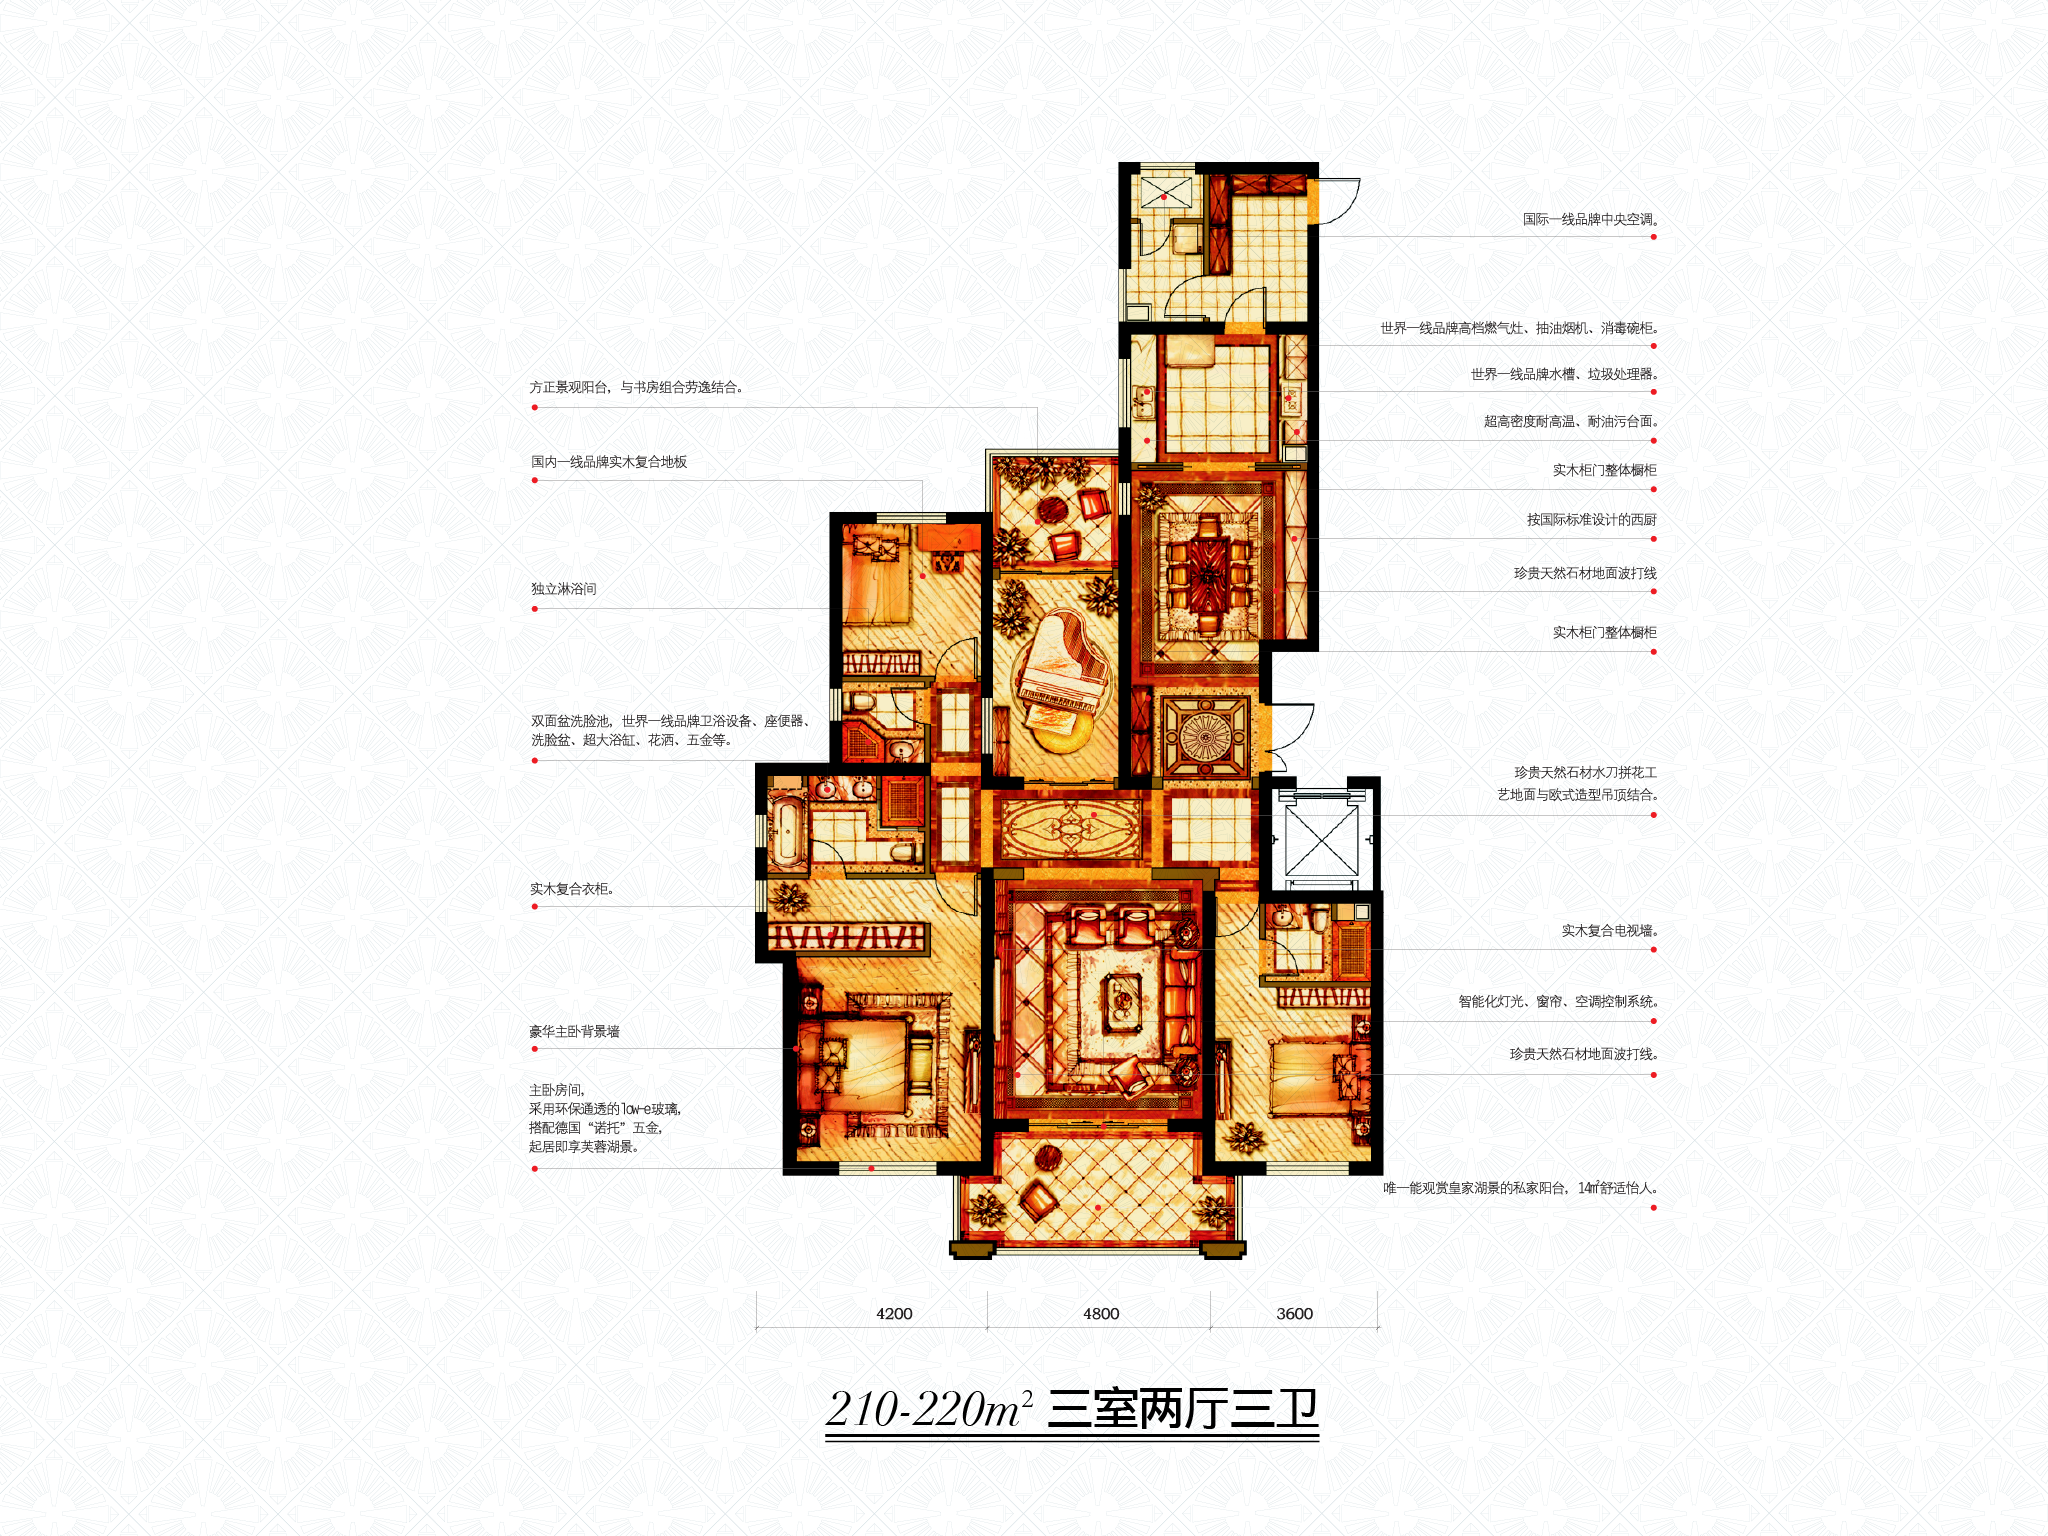 国际一线品牌中央空调。
世界一线品牌高档燃气灶、抽油烟机、消毒碗柜。
世界一线品牌水槽、垃圾处理器。
方正景观阳台，与书房组合劳逸结合。
超高密度耐高温、耐油污台面。
国内一线品牌实木复合地板
实木柜门整体橱柜
按国际标准设计的西厨
珍贵天然石材地面波打线
独立淋浴间
实木柜门整体橱柜
双面盆洗脸池，世界一线品牌卫浴设备、座便器、
洗脸盆、超大浴缸、花洒、五金等。
珍贵天然石材水刀拼花工
艺地面与欧式造型吊顶结合。
实木复合衣柜。
实木复合电视墙。
智能化灯光、窗帘、空调控制系统。
豪华主卧背景墙
珍贵天然石材地面波打线。
主卧房间，
采用环保通透的low-e玻璃，
搭配德国“诺托”五金，
起居即享芙蓉湖景。
唯一能观赏皇家湖景的私家阳台，14㎡舒适怡人。
4200 4800 3600
210-220m² 三室两厅三卫